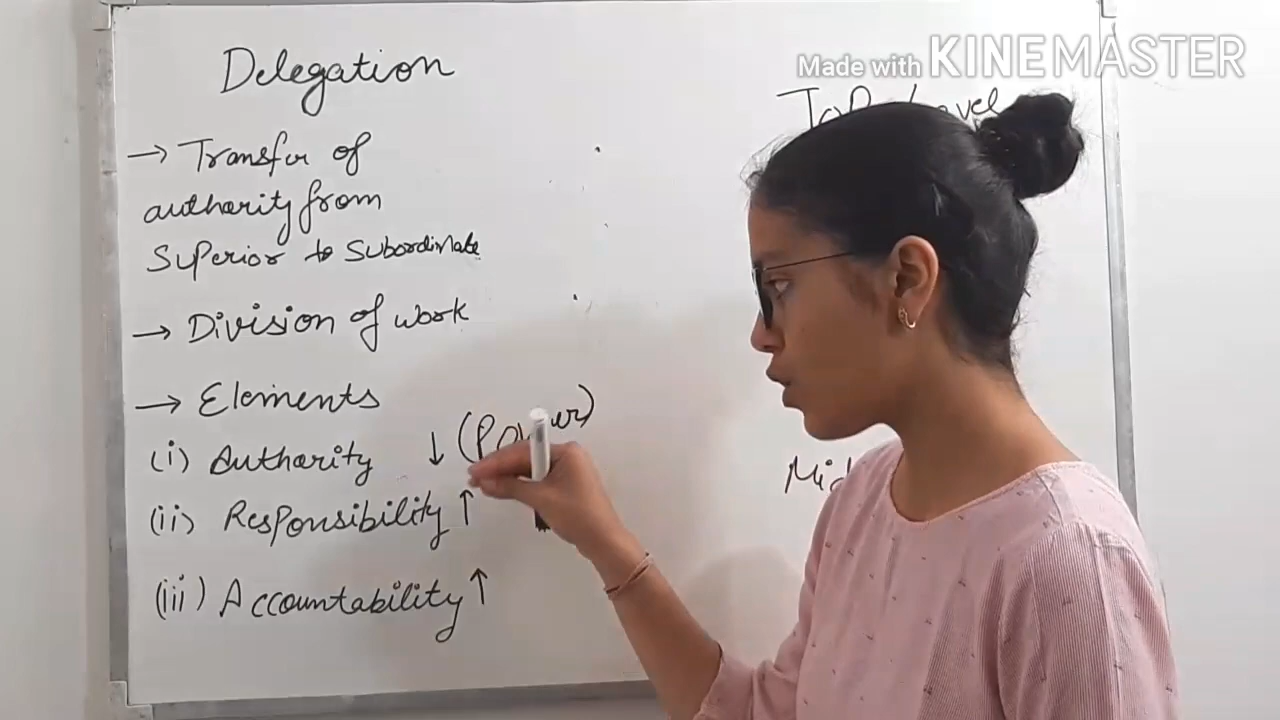 Made with KINEMASTER
Delegation
→ Transfer of
authority from
Superior to Subordinate
→ Division of work
→ Elements
(i) Authority ↓
(ii) Responsibility ↑
(iii) Accountability ↑